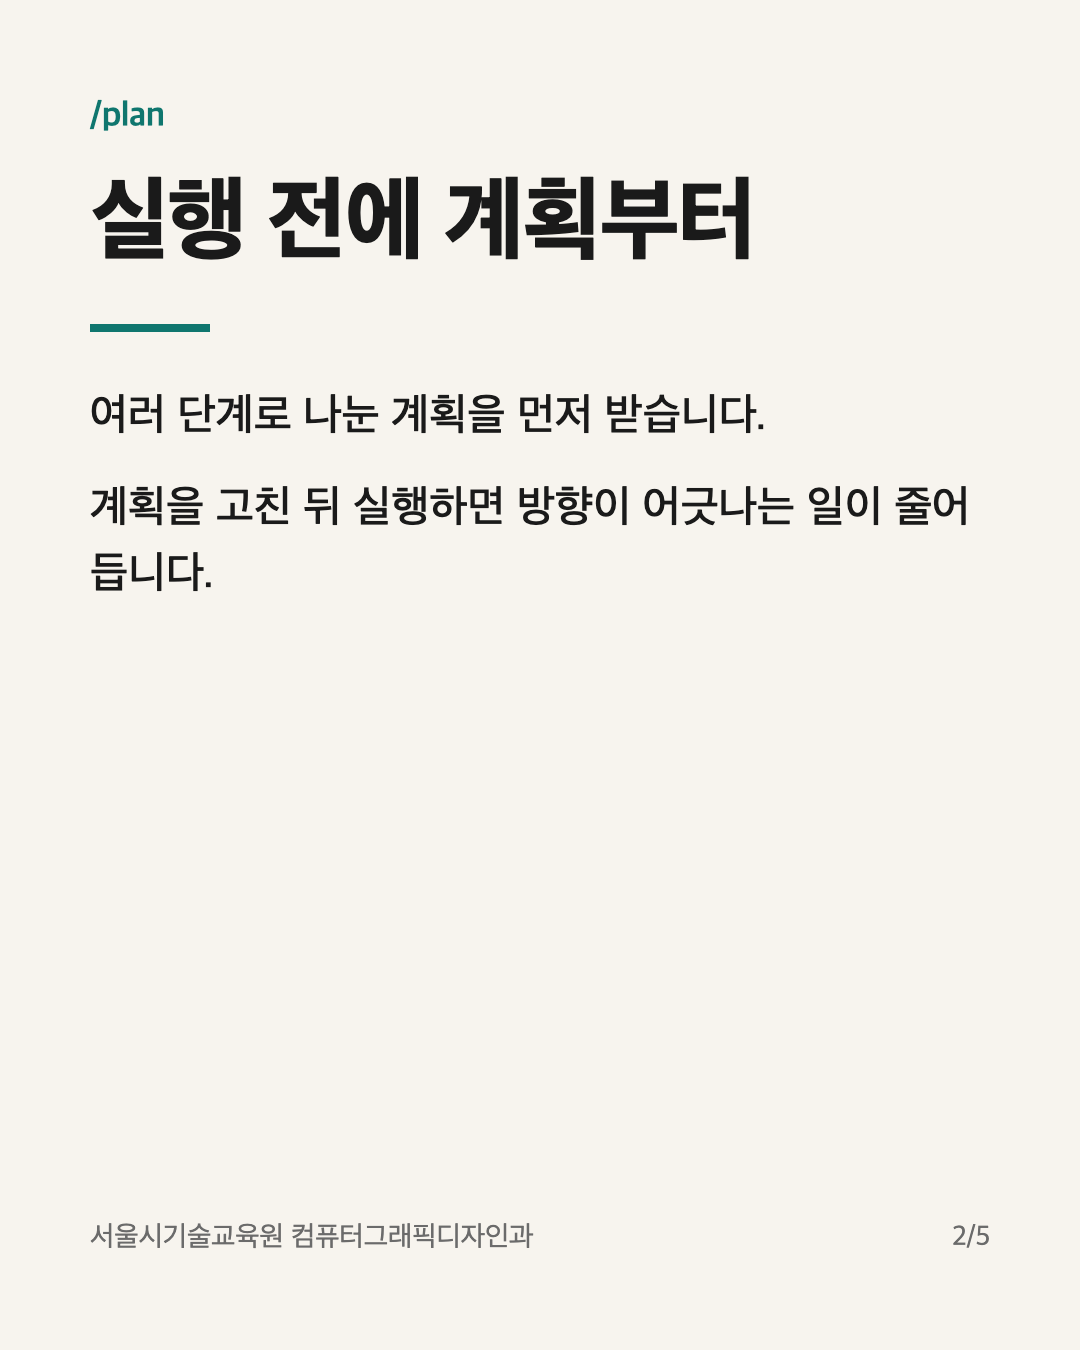 /plan
실행 전에 계획부터
여러 단계로 나눈 계획을 먼저 받습니다.
계획을 고친 뒤 실행하면 방향이 어긋나는 일이 줄어
듭니다.
서울시기술교육원 컴퓨터그래픽디자인과
2/5